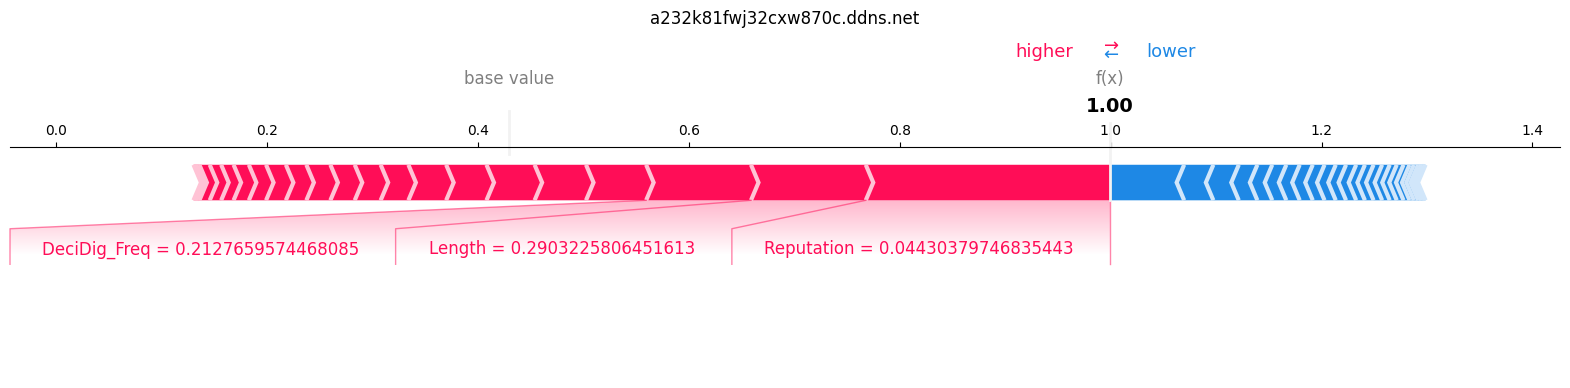 a232k81fwj32cxw870c.ddns.net
higher ⇄ lower
base value f(x)
1.00
0.0 0.2 0.4 0.6 0.8 1.0 1.2 1.4
DeciDig_Freq = 0.2127659574468085 Length = 0.2903225806451613 Reputation = 0.04430379746835443